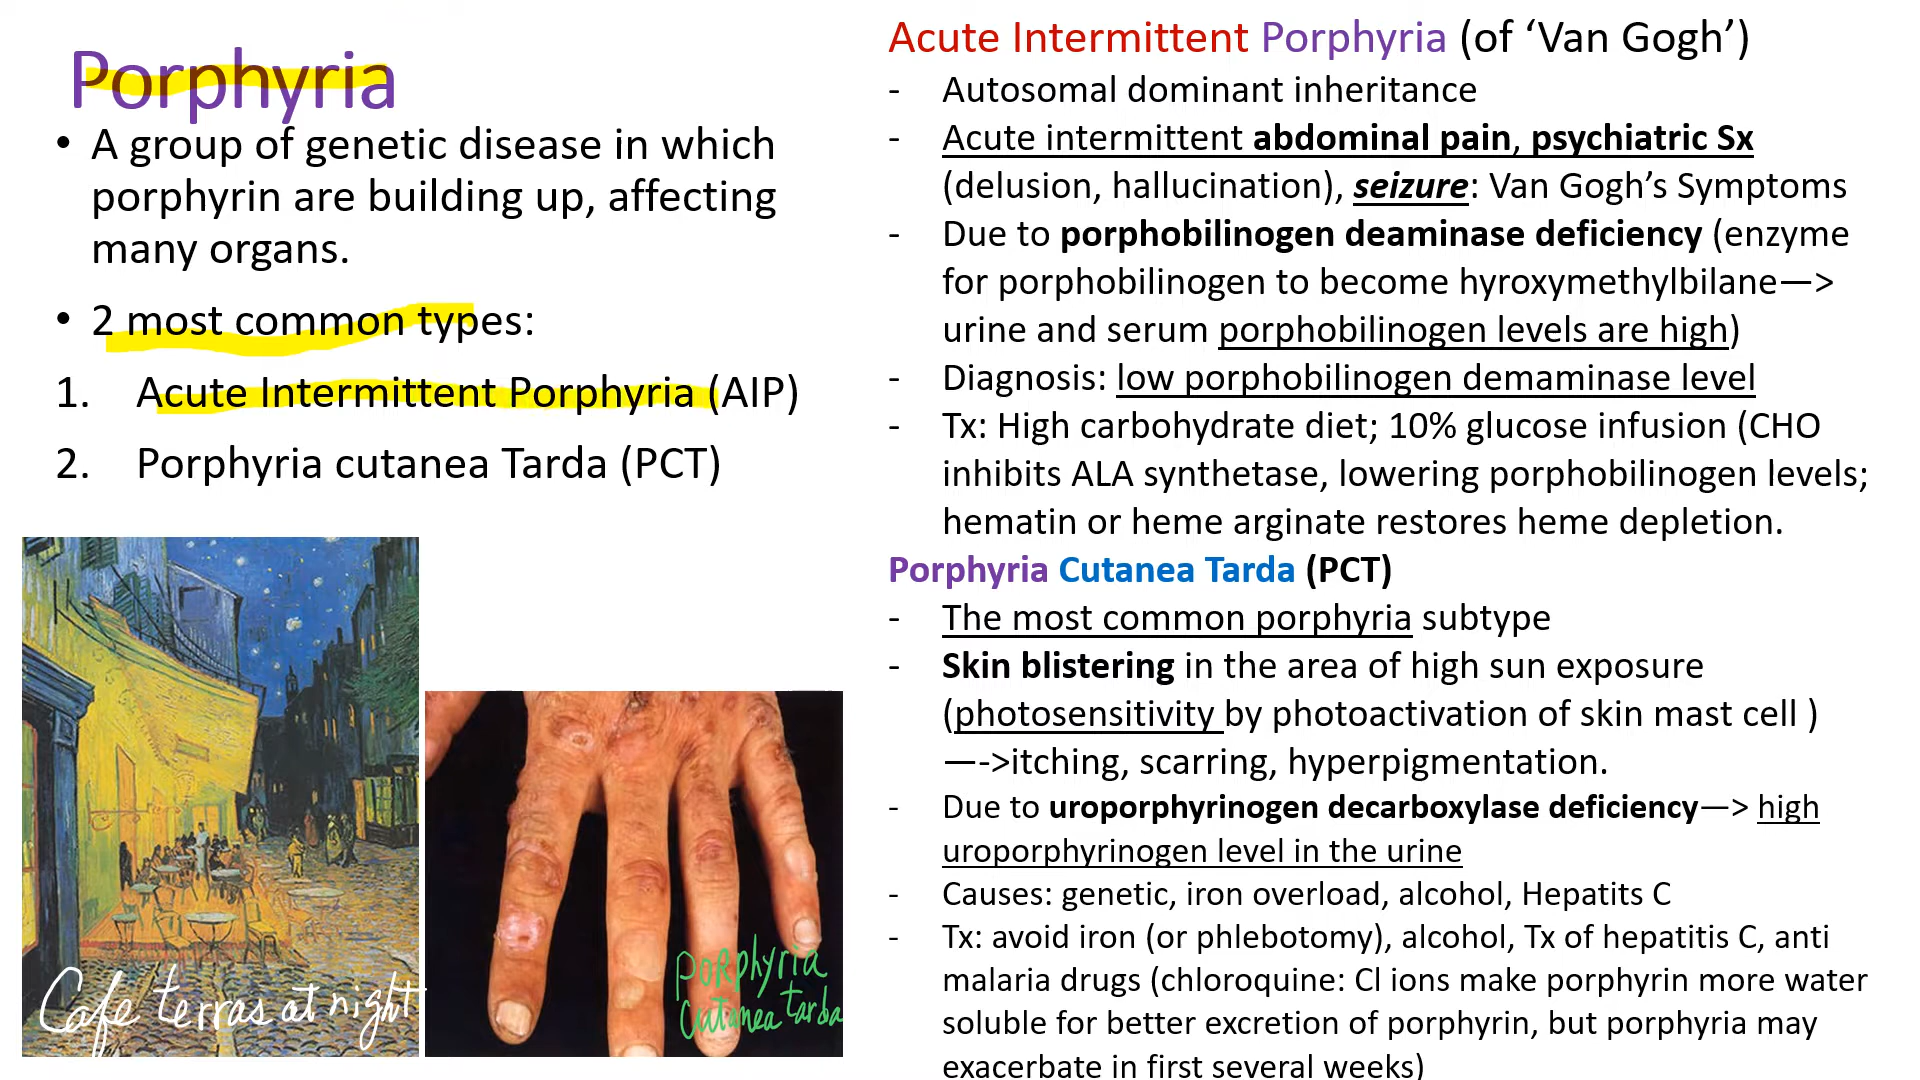 Porphyria
• A group of genetic disease in which
porphyrin are building up, affecting
many organs.
• 2 most common types:
1. Acute Intermittent Porphyria (AIP)
2. Porphyria cutanea Tarda (PCT)
Cafe terras at night
porphyria
cutanea tarda
Acute Intermittent Porphyria (of ‘Van Gogh’)
- Autosomal dominant inheritance
- Acute intermittent abdominal pain, psychiatric Sx
(delusion, hallucination), seizure: Van Gogh’s Symptoms
- Due to porphobilinogen deaminase deficiency (enzyme
for porphobilinogen to become hyroxymethylbilane—>
urine and serum porphobilinogen levels are high)
- Diagnosis: low porphobilinogen demaminase level
- Tx: High carbohydrate diet; 10% glucose infusion (CHO
inhibits ALA synthetase, lowering porphobilinogen levels;
hematin or heme arginate restores heme depletion.
Porphyria Cutanea Tarda (PCT)
- The most common porphyria subtype
- Skin blistering in the area of high sun exposure
(photosensitivity by photoactivation of skin mast cell )
—->itching, scarring, hyperpigmentation.
- Due to uroporphyrinogen decarboxylase deficiency—> high
uroporphyrinogen level in the urine
- Causes: genetic, iron overload, alcohol, Hepatits C
- Tx: avoid iron (or phlebotomy), alcohol, Tx of hepatitis C, anti
malaria drugs (chloroquine: Cl ions make porphyrin more water
soluble for better excretion of porphyrin, but porphyria may
exacerbate in first several weeks)